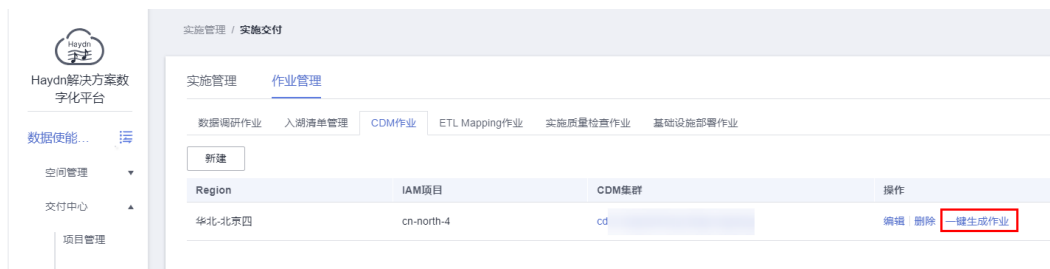 实施管理 / 实施交付
Haydn
Haydn解决方案数
字化平台
数据使能...
空间管理
交付中心
项目管理
实施管理 作业管理
数据调研作业 入湖清单管理 CDM作业 ETL Mapping作业 实施质量检查作业 基础设施部署作业
新建
Region IAM项目 CDM集群 操作
华北-北京四 cn-north-4 cd 编辑 删除 一键生成作业